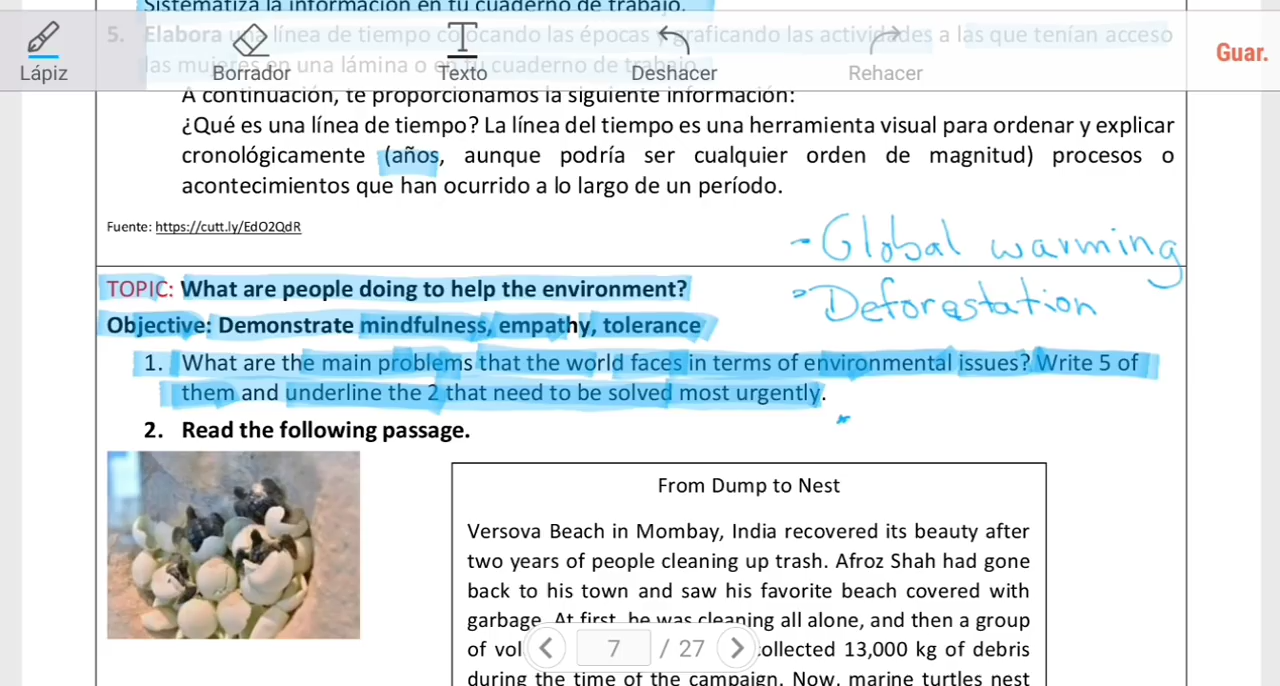 Sistematiza la información en tu cuaderno de trabajo.
5. Elabora una línea de tiempo colocando las épocas y graficando las actividades a las que tenían acceso
las mujeres en una lámina o en tu cuaderno de trabajo.
Lápiz
Borrador
Texto
Deshacer
Rehacer
Guar.
A continuación, te proporcionamos la siguiente información:
¿Qué es una línea de tiempo? La línea del tiempo es una herramienta visual para ordenar y explicar
cronológicamente (años, aunque podría ser cualquier orden de magnitud) procesos o
acontecimientos que han ocurrido a lo largo de un período.
Fuente: https://cutt.ly/EdO2QdR
- Global warming
- Deforestation
TOPIC: What are people doing to help the environment?
Objective: Demonstrate mindfulness, empathy, tolerance
1. What are the main problems that the world faces in terms of environmental issues? Write 5 of
them and underline the 2 that need to be solved most urgently.
2. Read the following passage.
From Dump to Nest
Versova Beach in Mombay, India recovered its beauty after
two years of people cleaning up trash. Afroz Shah had gone
back to his town and saw his favorite beach covered with
garbage. At first, he was cleaning all alone, and then a group
of vol
7 / 27
collected 13,000 kg of debris
during the time of the campaign. Now, marine turtles nest